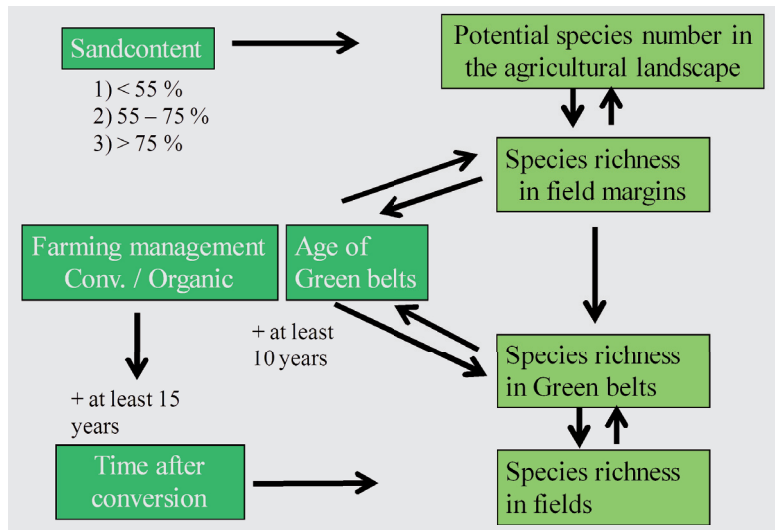 Sandcontent
1) < 55 %
2) 55 – 75 %
3) > 75 %
Potential species number in
the agricultural landscape
Species richness
in field margins
Farming management
Conv. / Organic
Age of
Green belts
+ at least
10 years
Species richness
in Green belts
+ at least 15
years
Time after
conversion
Species richness
in fields